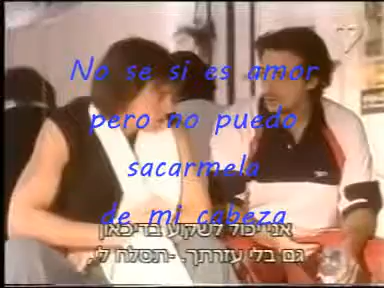 No se si es amor
pero no puedo
sacarmela
de mi cabeza
אני יכול לשקוע בדיכאון
גם בלי עזרתך. -תסלח לי,